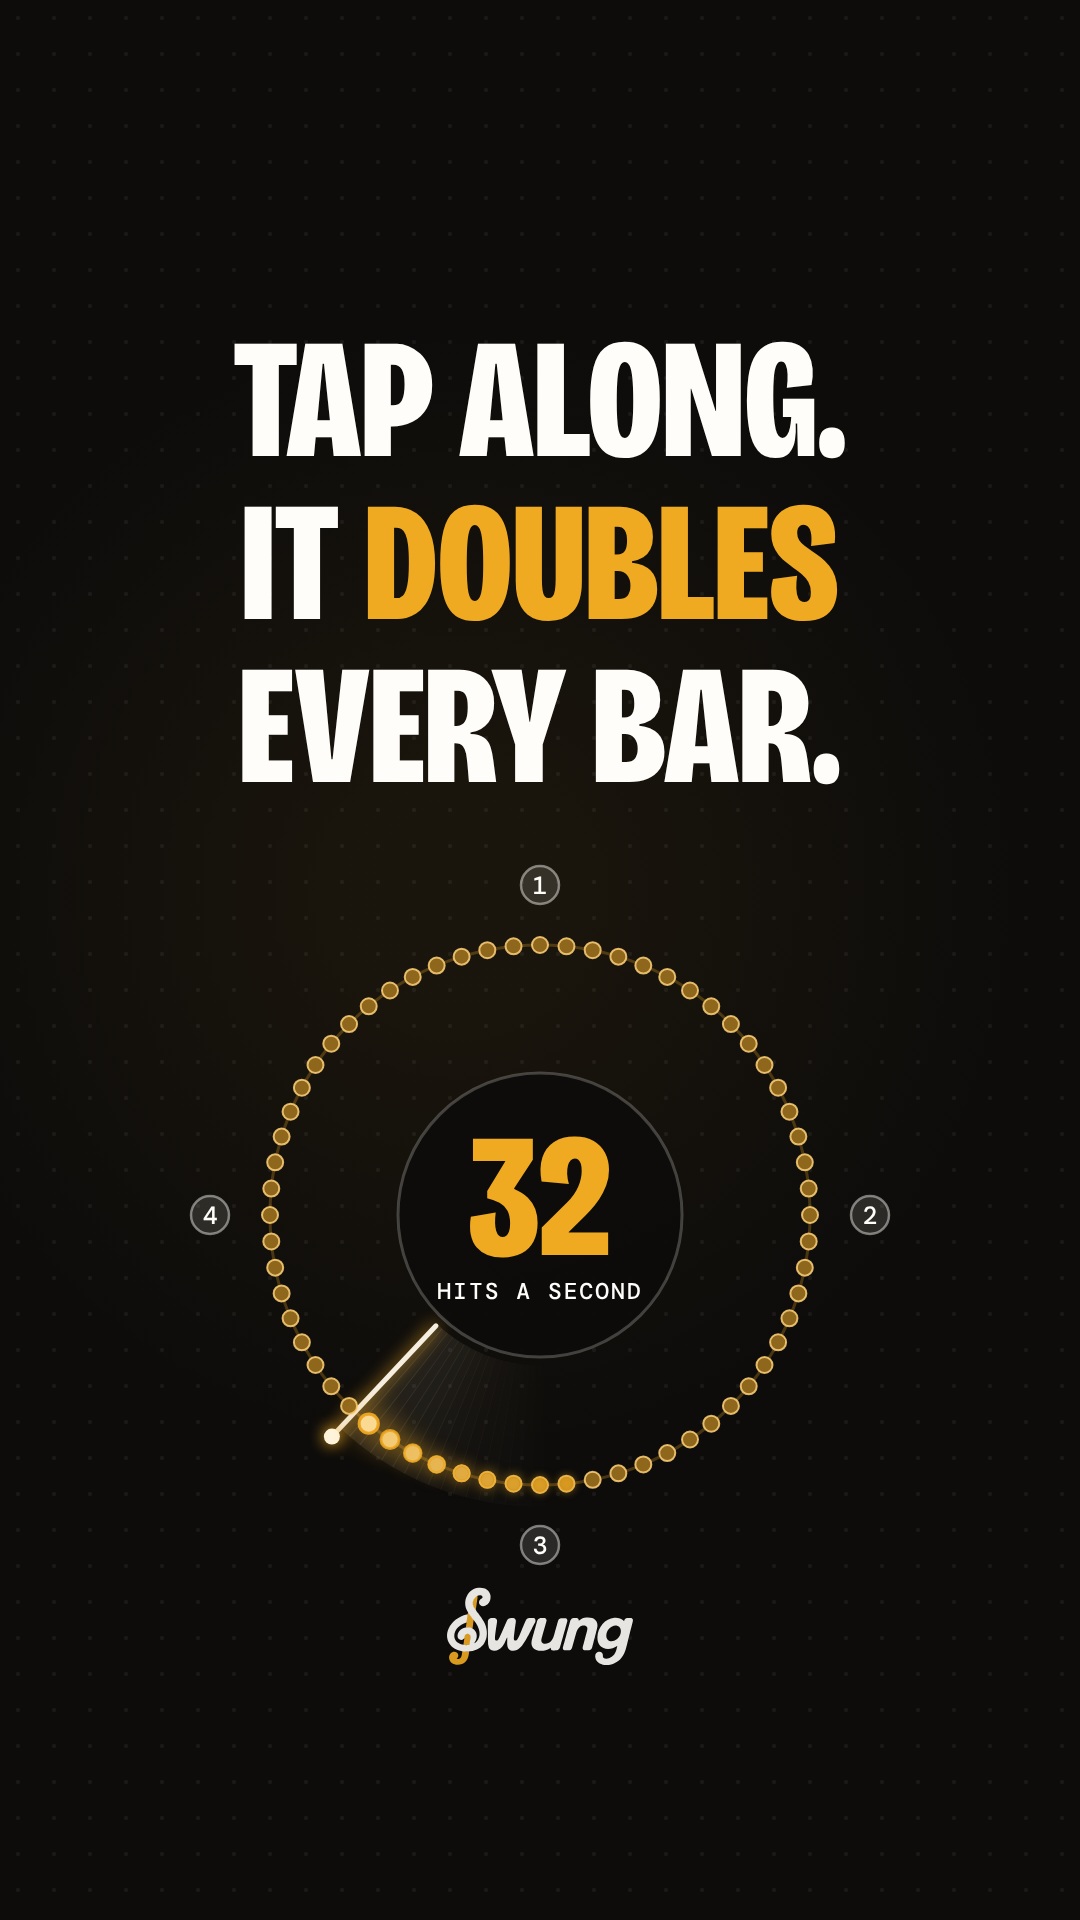 TAP ALONG.
IT DOUBLES
EVERY BAR.
1
4
32
2
HITS A SECOND
3
Swung